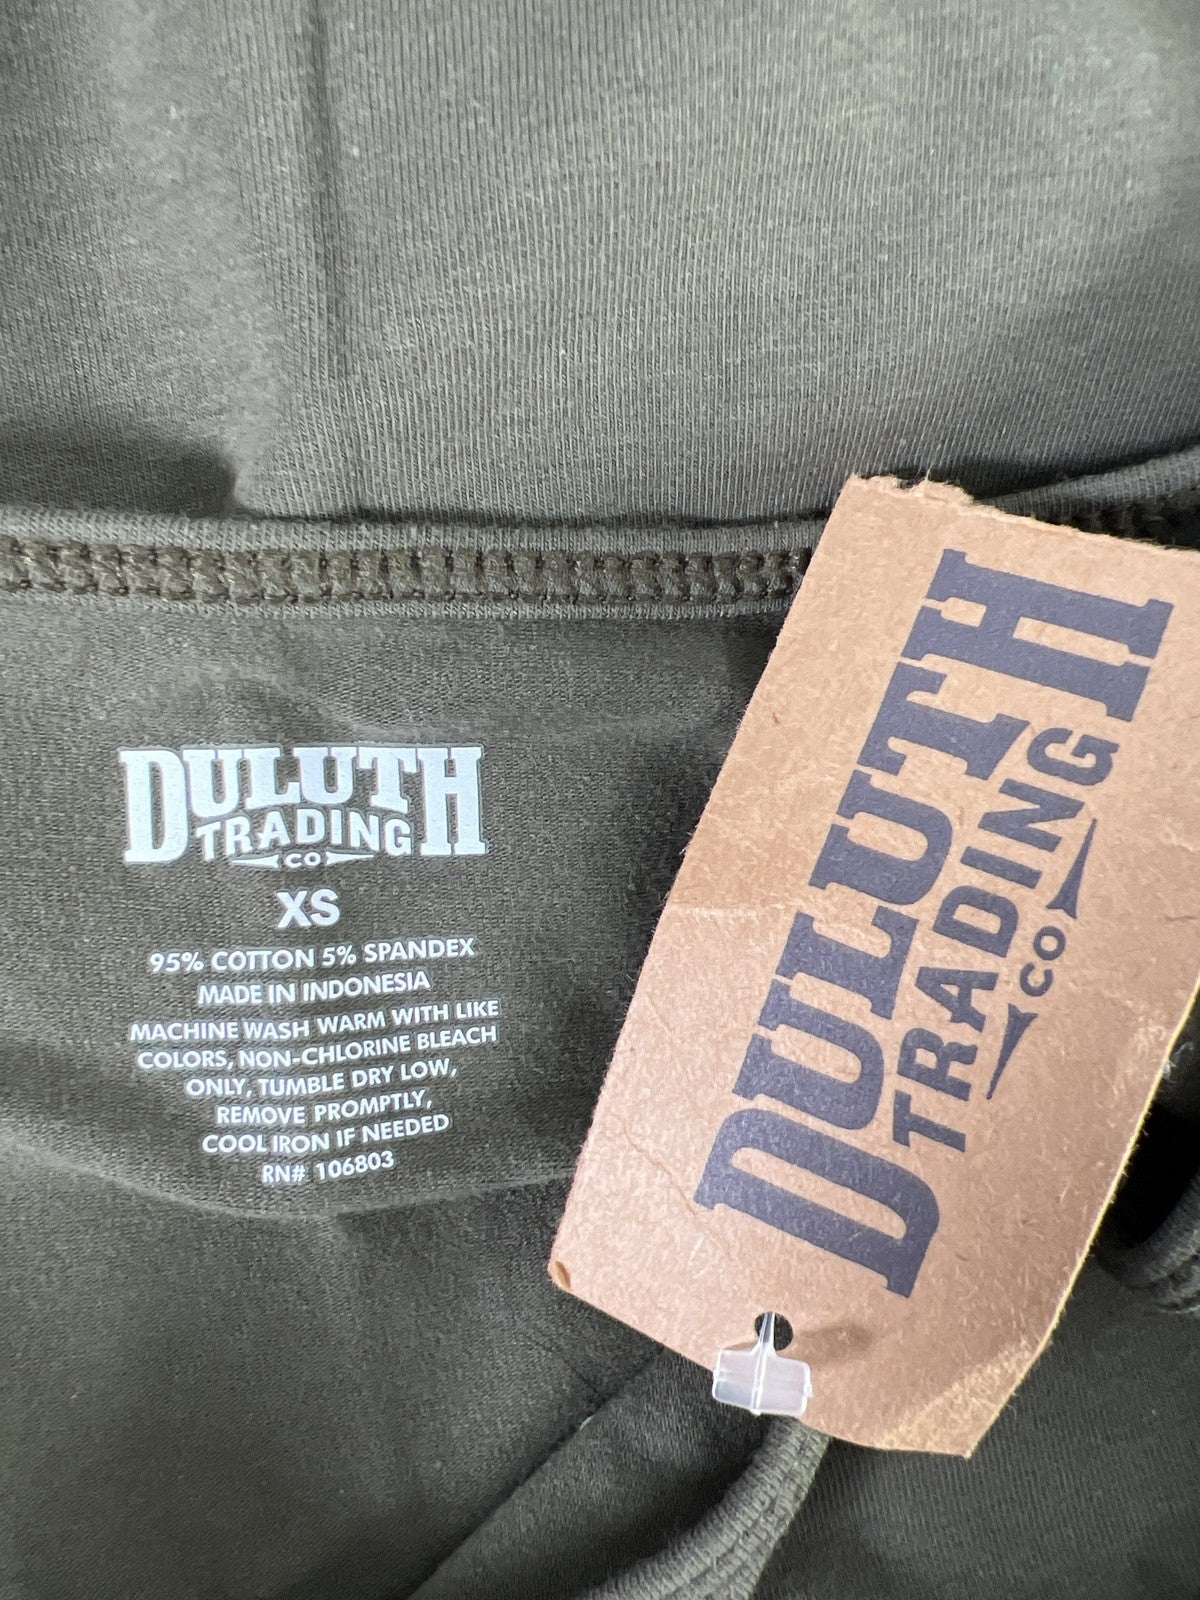 DULUTH
TRADING
CO
XS
95% COTTON 5% SPANDEX
MADE IN INDONESIA
MACHINE WASH WARM WITH LIKE
COLORS, NON-CHLORINE BLEACH
ONLY, TUMBLE DRY LOW,
REMOVE PROMPTLY,
COOL IRON IF NEEDED
RN# 106803
DULUTH
TRADING
CO